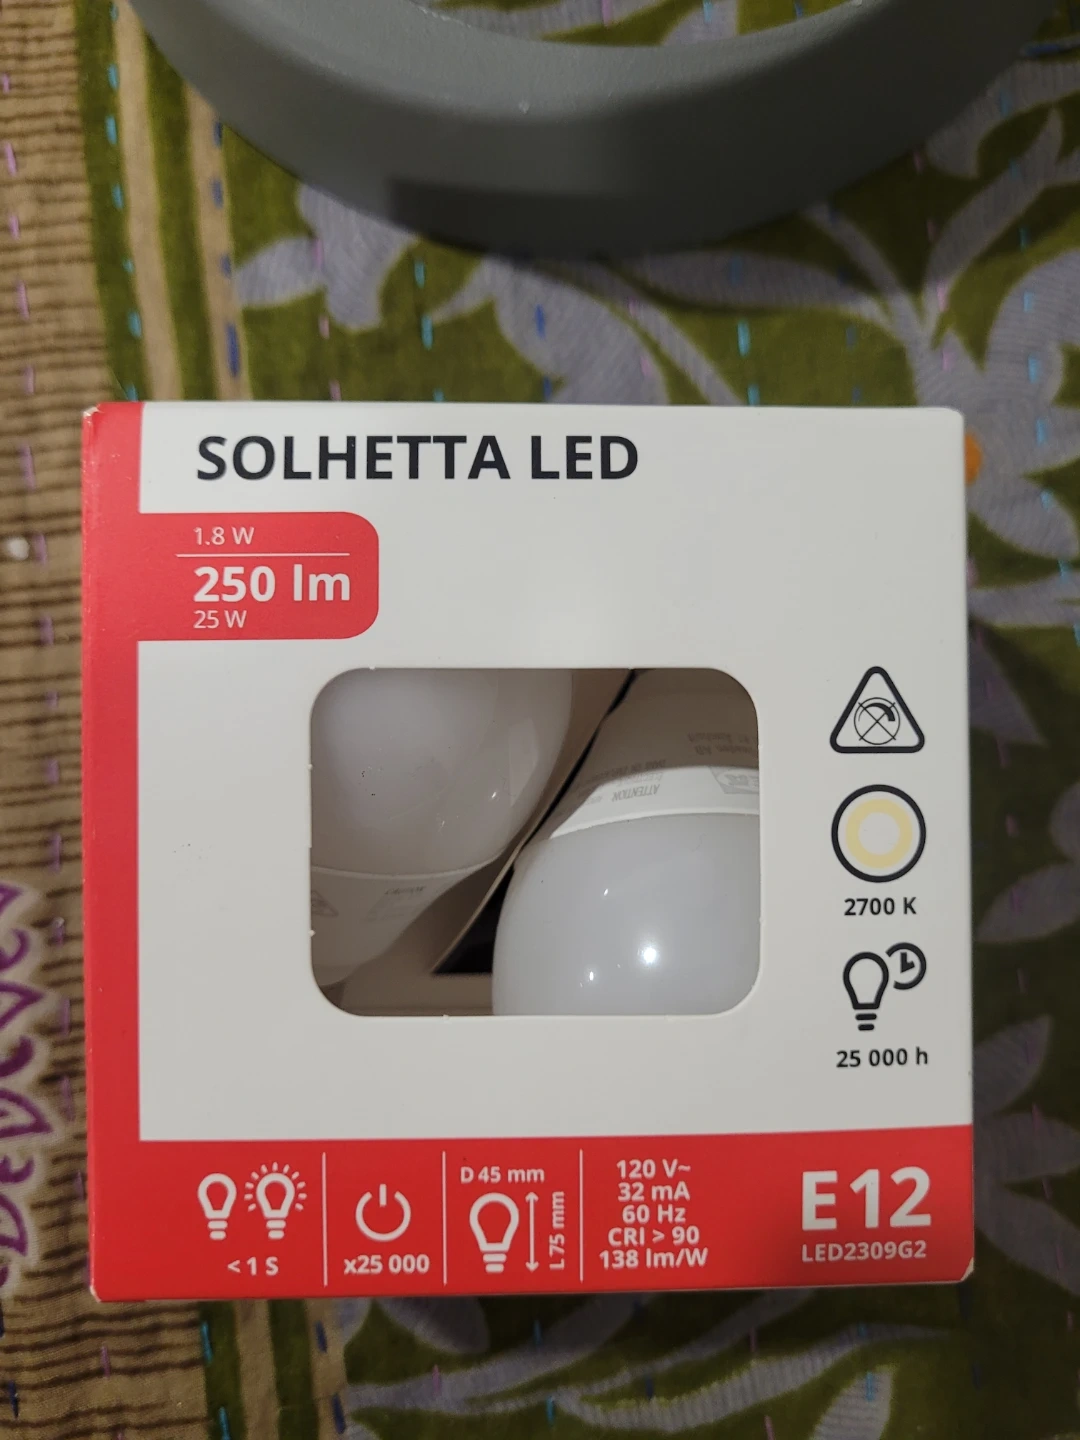 SOLHETTA LED
1.8 W
250 lm
25 W
ATTENTION
2700 K
25 000 h
< 1 S
x25 000
D 45 mm
L 75 mm
120 V~
32 mA
60 Hz
CRI > 90
138 lm/W
E12
LED2309G2